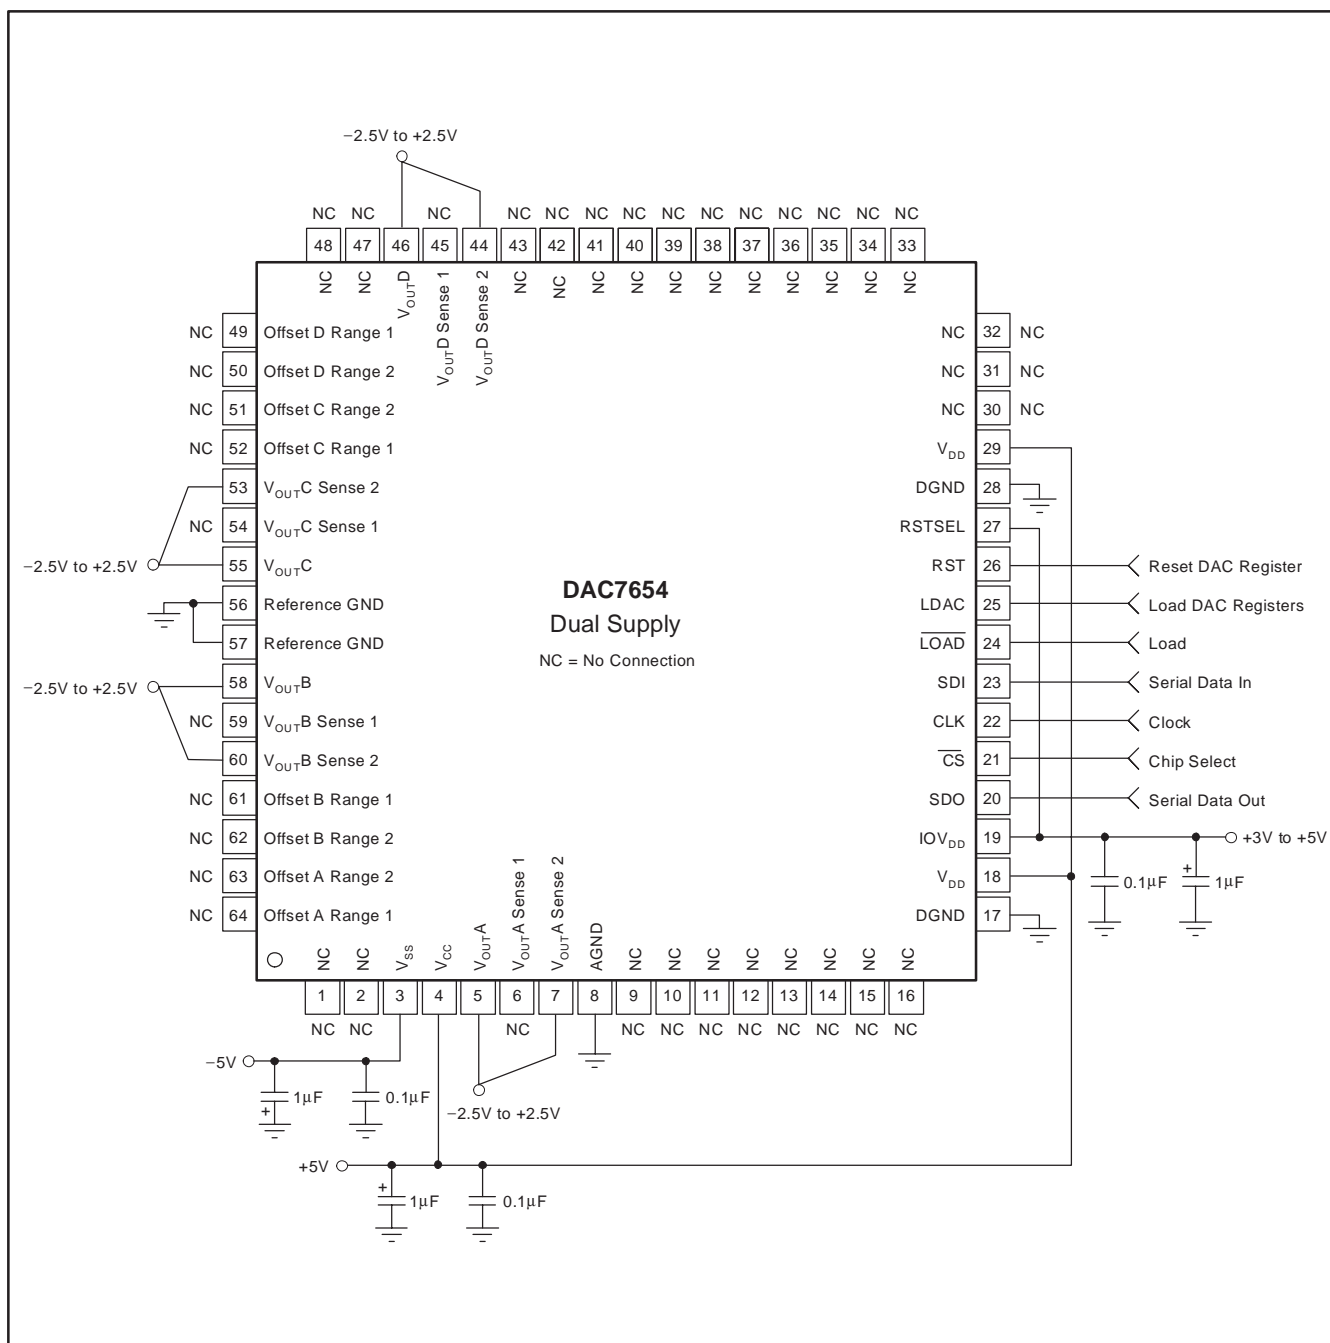 −2.5V to +2.5V
NC NC NC NC NC NC NC NC NC NC NC NC NC NC
48 47 46 45 44 43 42 41 40 39 38 37 36 35 34 33
NC NC VOUTD VOUTD Sense 1 VOUTD Sense 2 NC NC NC NC NC NC NC NC NC NC NC
NC 49 Offset D Range 1 NC 32 NC
NC 50 Offset D Range 2 NC 31 NC
NC 51 Offset C Range 2 NC 30 NC
NC 52 Offset C Range 1 VDD 29
53 VOUTC Sense 2 DGND 28
NC 54 VOUTC Sense 1 RSTSEL 27
−2.5V to +2.5V 55 VOUTC RST 26 Reset DAC Register
DAC7654
56 Reference GND LDAC 25 Load DAC Registers
Dual Supply
57 Reference GND LOAD 24 Load
NC = No Connection
−2.5V to +2.5V 58 VOUTB SDI 23 Serial Data In
NC 59 VOUTB Sense 1 CLK 22 Clock
60 VOUTB Sense 2 CS 21 Chip Select
NC 61 Offset B Range 1 SDO 20 Serial Data Out
NC 62 Offset B Range 2 IOVDD 19 +3V to +5V
NC 63 Offset A Range 2 VDD 18 0.1μF + 1μF
NC 64 Offset A Range 1 DGND 17
NC NC VSS VCC VOUTA VOUTA Sense 1 VOUTA Sense 2 AGND NC NC NC NC NC NC NC NC
1 2 3 4 5 6 7 8 9 10 11 12 13 14 15 16
NC NC NC NC NC NC NC NC NC NC NC
−5V
+ 1μF 0.1μF
−2.5V to +2.5V
+5V
+ 1μF 0.1μF